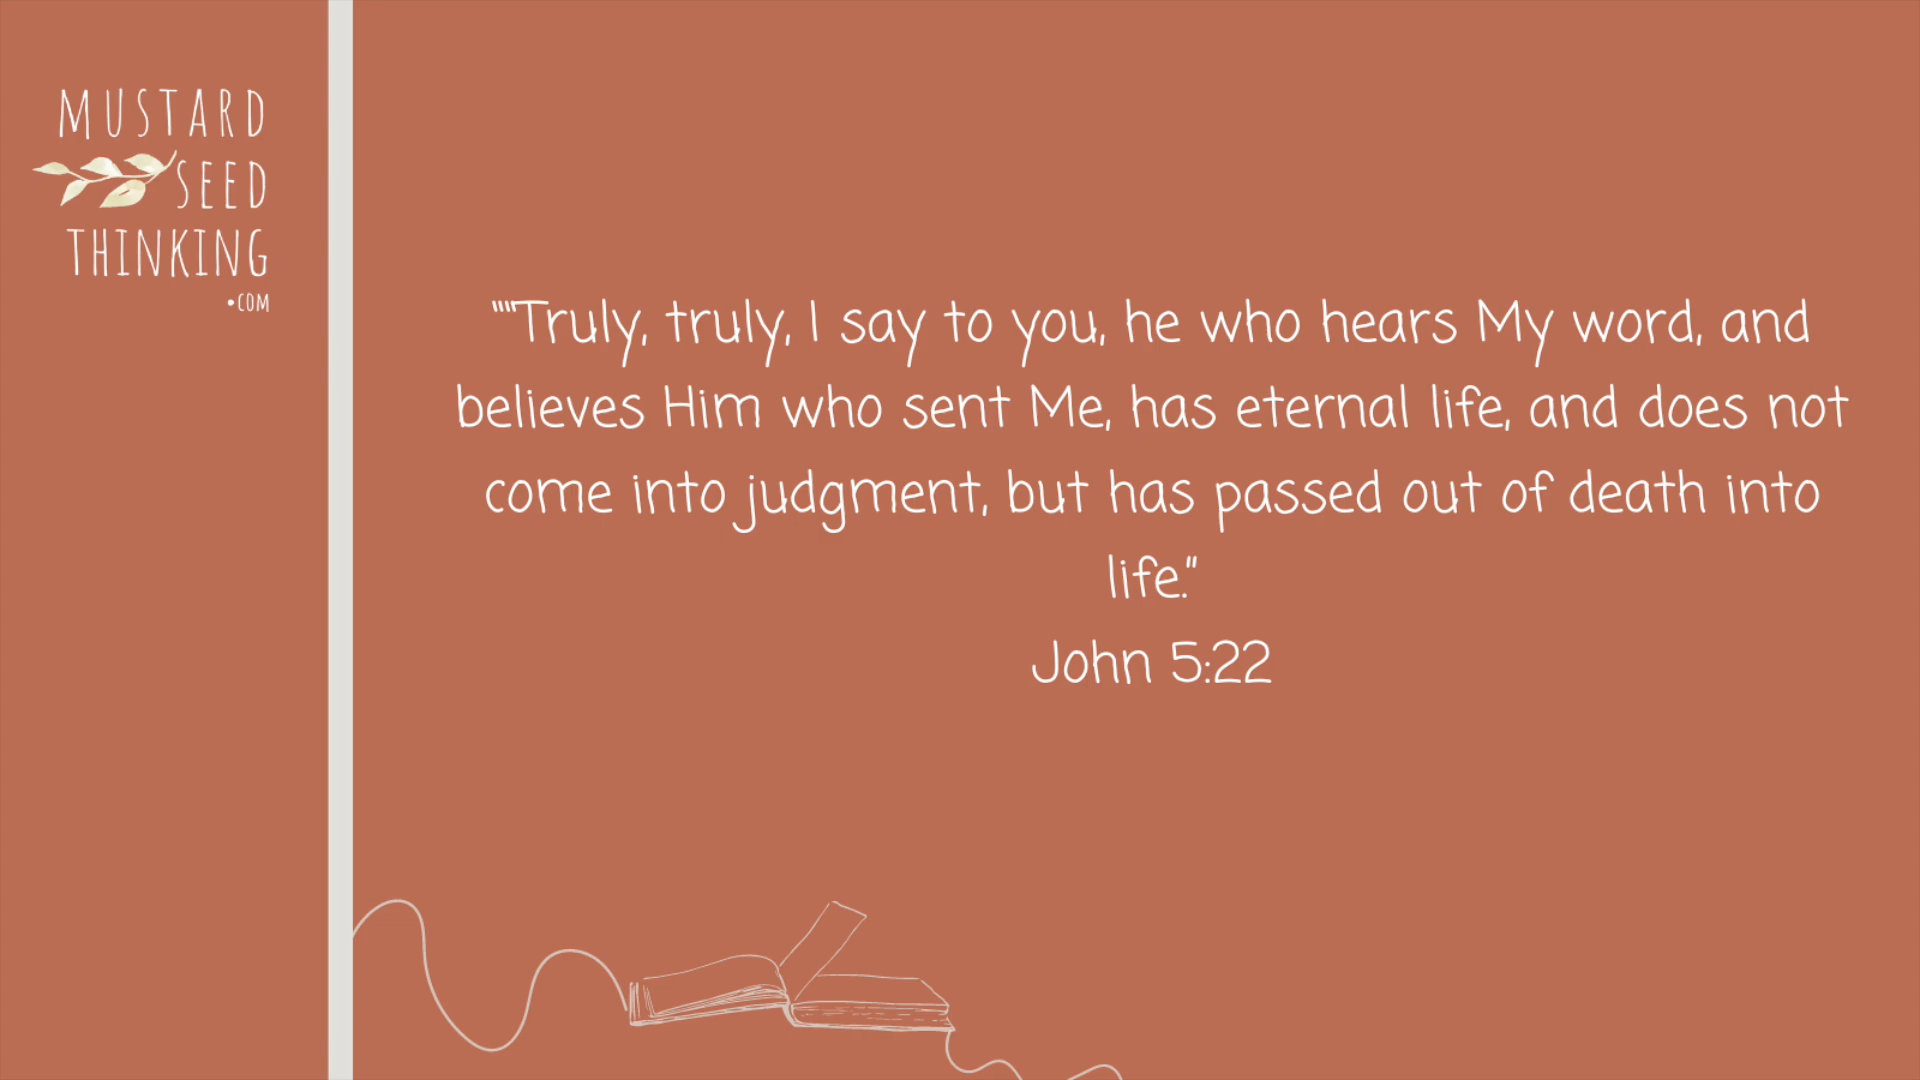 MUSTARD
SEED
THINKING
•COM
""Truly, truly, I say to you, he who hears My word, and
believes Him who sent Me, has eternal life, and does not
come into judgment, but has passed out of death into
life."
John 5:22